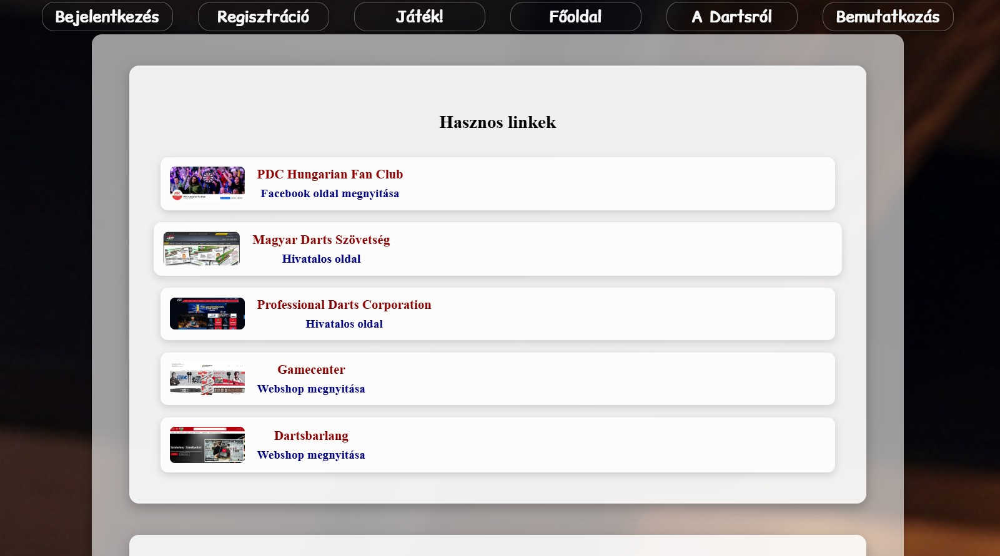 Bejelentkezés
Regisztráció
Játék!
Főoldal
A Dartsról
Bemutatkozás
Hasznos linkek
PDC Hungarian Fan Club
Facebook oldal megnyitása
Magyar Darts Szövetség
Hivatalos oldal
Professional Darts Corporation
Hivatalos oldal
Gamecenter
Webshop megnyitása
Dartsbarlang
Webshop megnyitása